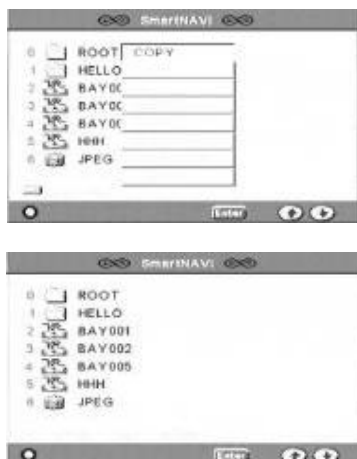 SmartNAVI
0 ROOT COPY
1 HELLO
2 BAY00
3 BAY00
4 BAY00
5 HHH
6 JPEG
Enter
SmartNAVI
0 ROOT
1 HELLO
2 BAY001
3 BAY002
4 BAY005
5 HHH
6 JPEG
Enter